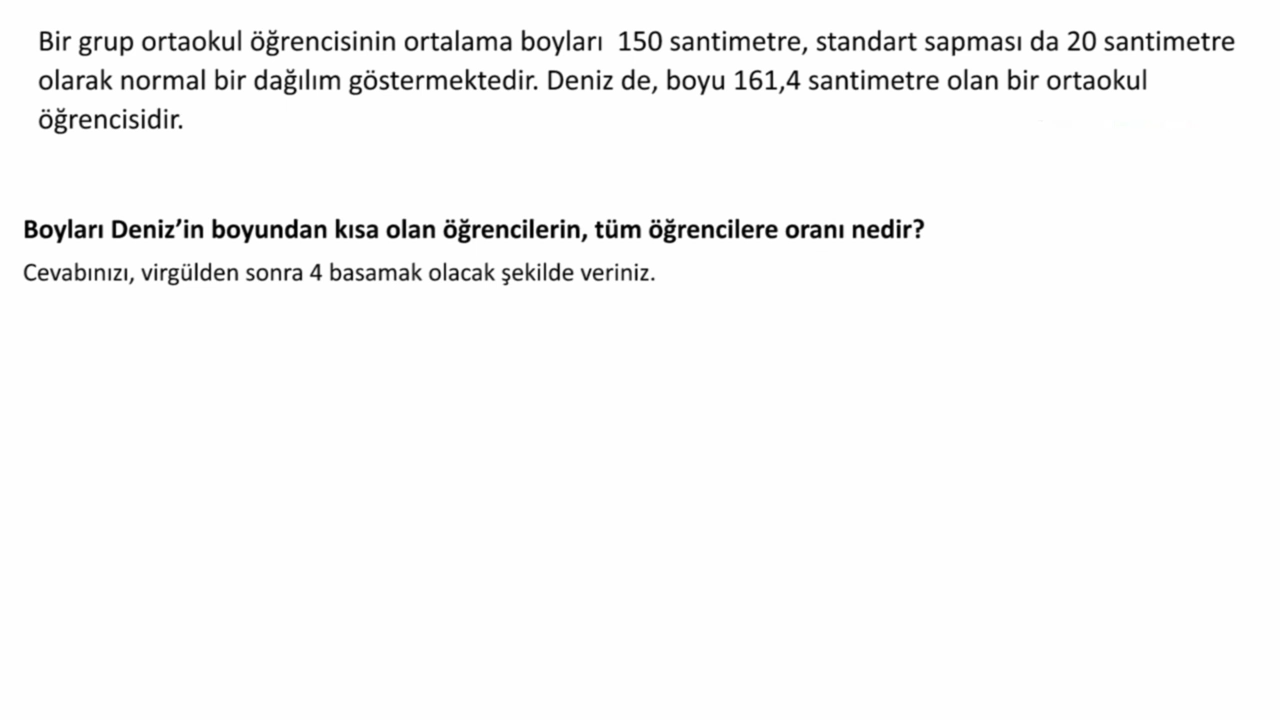 Bir grup ortaokul öğrencisinin ortalama boyları  150 santimetre, standart sapması da 20 santimetre
olarak normal bir dağılım göstermektedir. Deniz de, boyu 161,4 santimetre olan bir ortaokul
öğrencisidir.
Boyları Deniz’in boyundan kısa olan öğrencilerin, tüm öğrencilere oranı nedir?
Cevabınızı, virgülden sonra 4 basamak olacak şekilde veriniz.